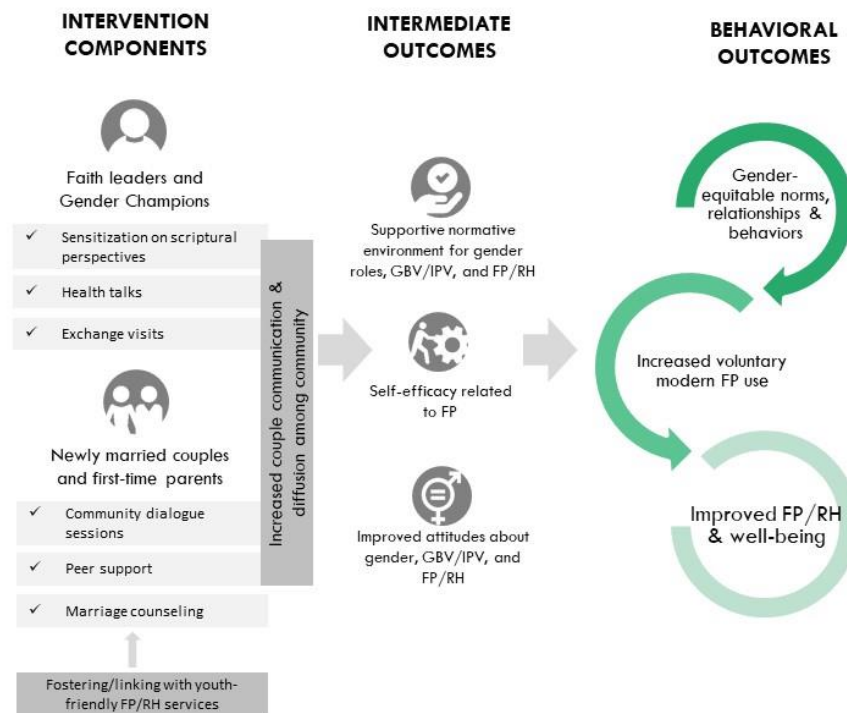 INTERVENTION
COMPONENTS
Faith leaders and
Gender Champions
✓ Sensitization on scriptural
perspectives
✓ Health talks
✓ Exchange visits
Newly married couples
and first-time parents
✓ Community dialogue
sessions
✓ Peer support
✓ Marriage counseling
Fostering/linking with youth-
friendly FP/RH services
Increased couple communication &
diffusion among community
INTERMEDIATE
OUTCOMES
Supportive normative
environment for gender
roles, GBV/IPV, and FP/RH
Self-efficacy related
to FP
Improved attitudes about
gender, GBV/IPV, and
FP/RH
BEHAVIORAL
OUTCOMES
Gender-
equitable norms,
relationships &
behaviors
Increased voluntary
modern FP use
Improved FP/RH
& well-being